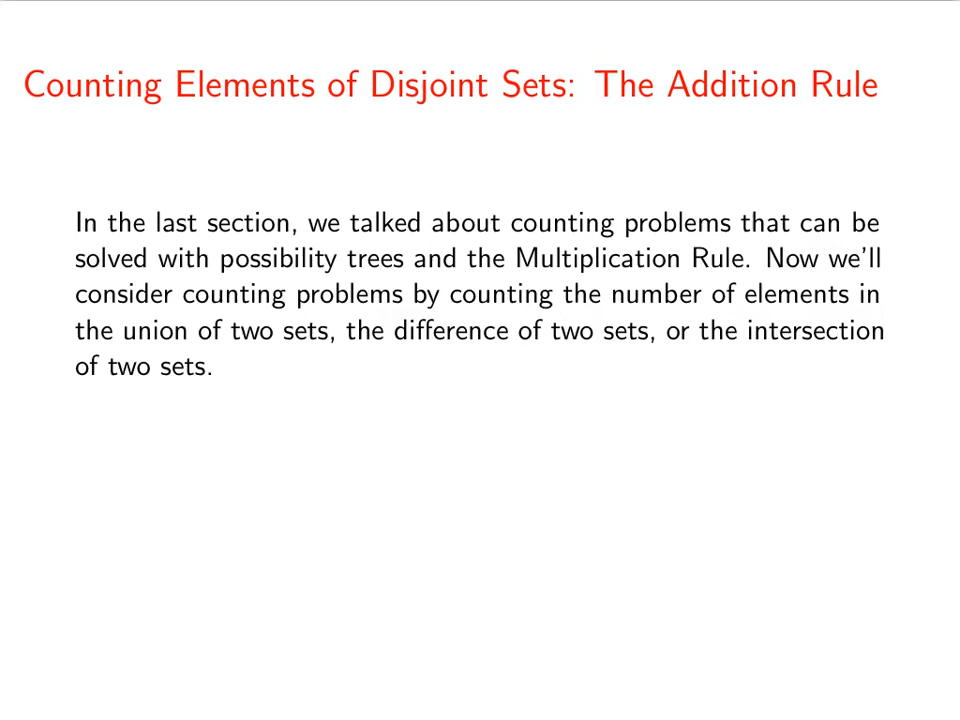 Counting Elements of Disjoint Sets: The Addition Rule
In the last section, we talked about counting problems that can be
solved with possibility trees and the Multiplication Rule. Now we'll
consider counting problems by counting the number of elements in
the union of two sets, the difference of two sets, or the intersection
of two sets.